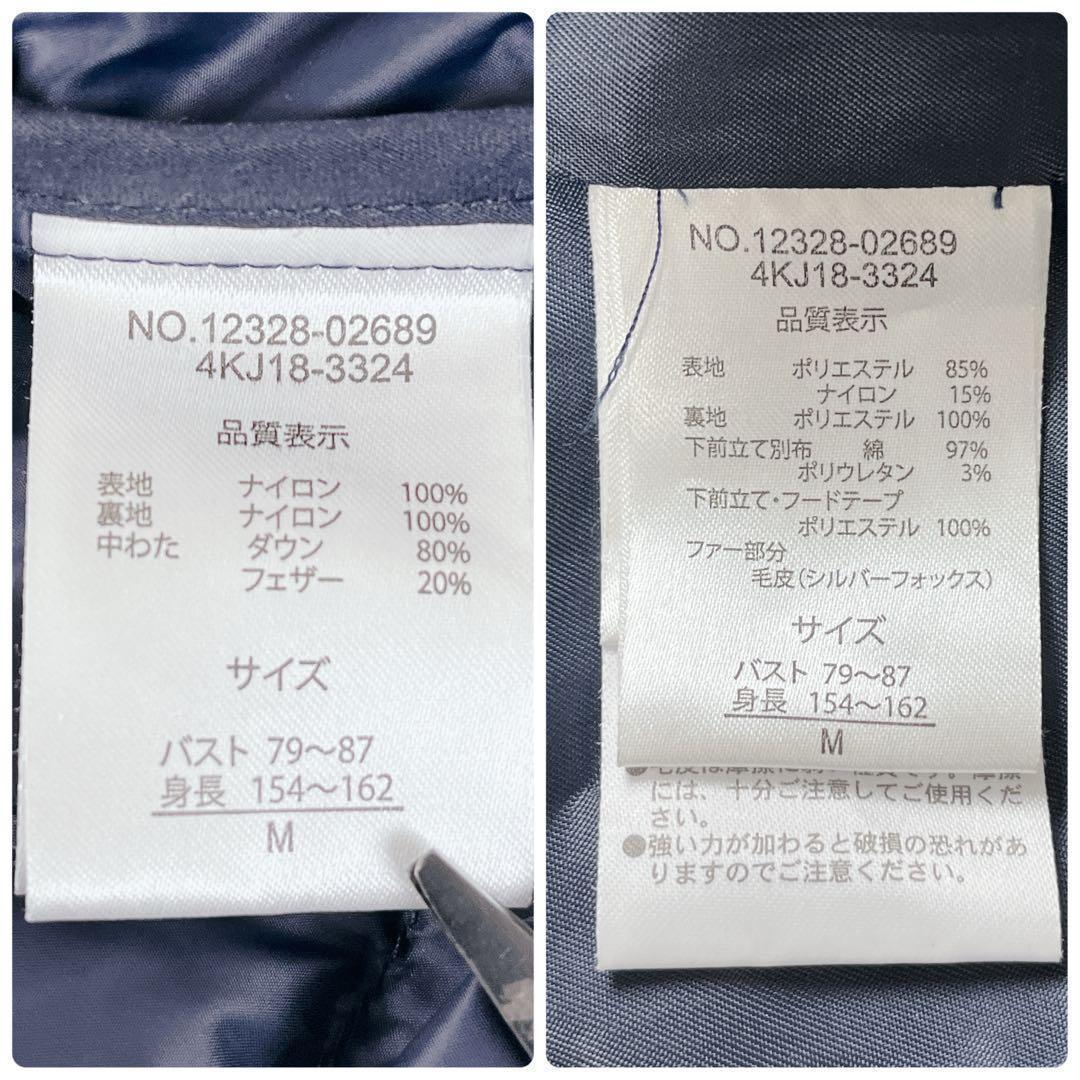 NO.12328-02689
4KJ18-3324
品質表示
表地 ナイロン 100%
裏地 ナイロン 100%
中わた ダウン 80%
フェザー 20%
サイズ
バスト 79～87
身長 154～162
M
NO.12328-02689
4KJ18-3324
品質表示
表地 ポリエステル 85%
ナイロン 15%
裏地 ポリエステル 100%
下前立て別布 綿 97%
ポリウレタン 3%
下前立て・フードテープ
ポリエステル 100%
ファー部分
毛皮(シルバーフォックス)
サイズ
バスト 79～87
身長 154～162
M
には、十分ご注意してご使用くだ
さい。
●強い力が加わると破損の恐れがあ
りますのでご注意ください。